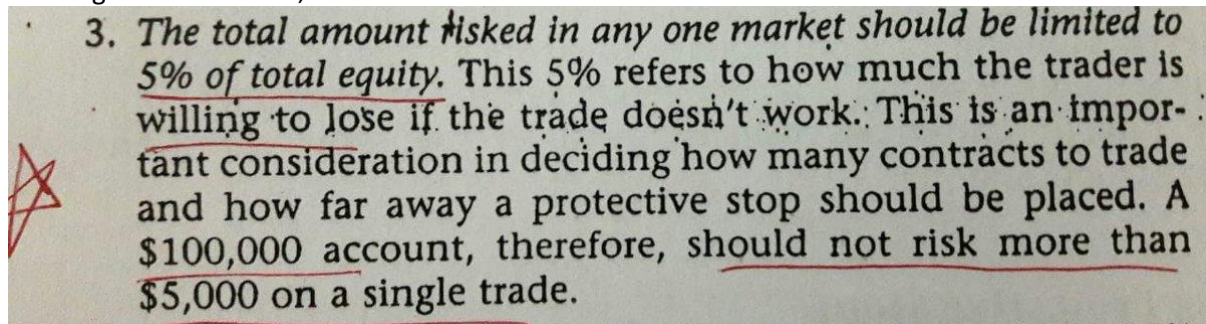 3. The total amount risked in any one market should be limited to
5% of total equity. This 5% refers to how much the trader is
willing to lose if the trade doesn't work. This is an impor-
tant consideration in deciding how many contracts to trade
and how far away a protective stop should be placed. A
$100,000 account, therefore, should not risk more than
$5,000 on a single trade.